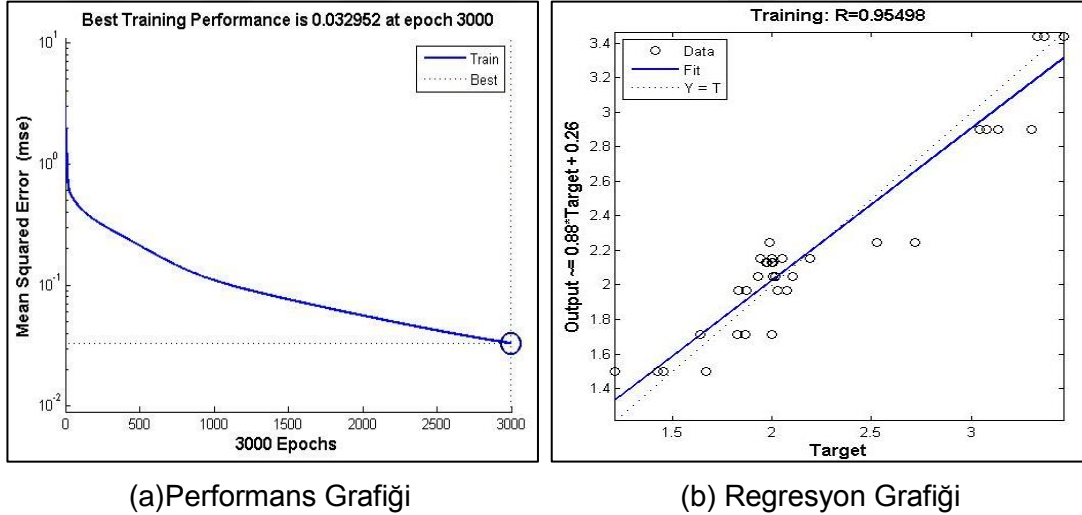 Best Training Performance is 0.032952 at epoch 3000
Mean Squared Error (mse)
10^1
10^0
10^-1
10^-2
Train
Best
0 500 1000 1500 2000 2500 3000
3000 Epochs
(a)Performans Grafiği
Training: R=0.95498
Output ~= 0.88*Target + 0.26
3.4
3.2
3
2.8
2.6
2.4
2.2
2
1.8
1.6
1.4
Data
Fit
Y = T
1.5 2 2.5 3
Target
(b) Regresyon Grafiği